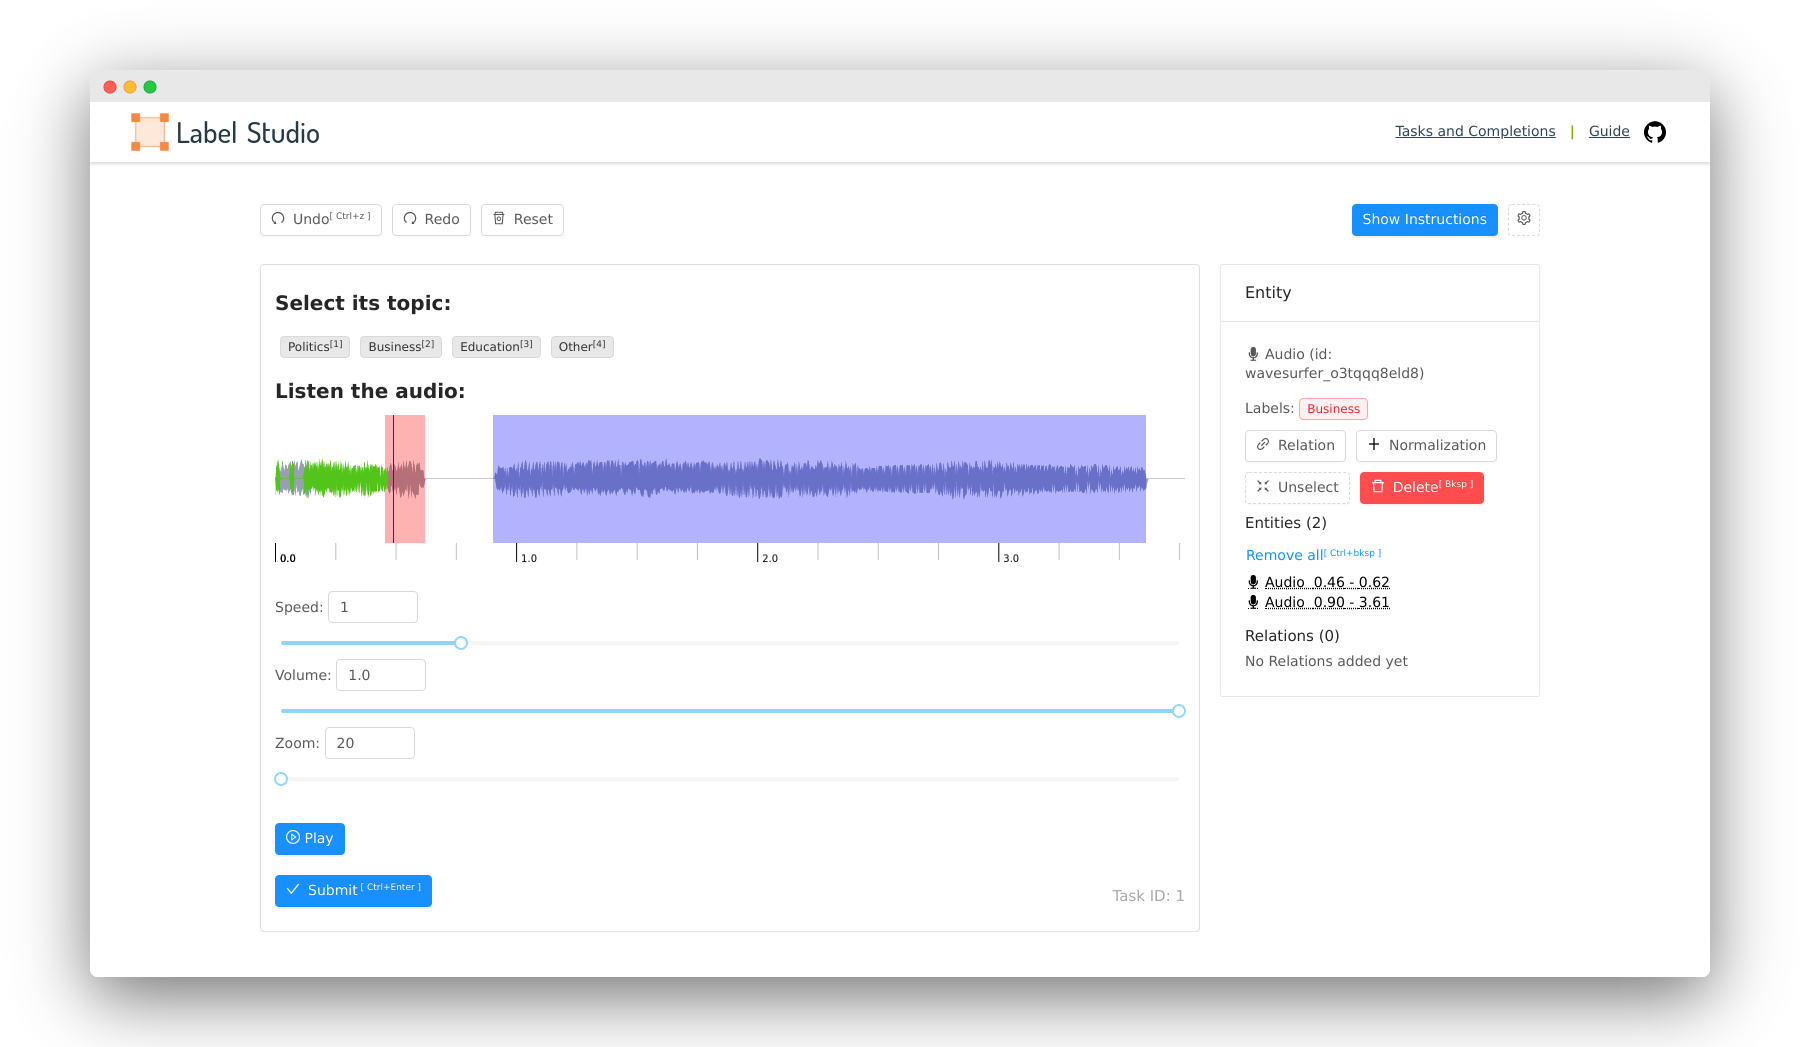 Label Studio
Tasks and Completions | Guide
Undo[ Ctrl+z ] Redo Reset Show Instructions
Select its topic:
Politics[1] Business[2] Education[3] Other[4]
Listen the audio:
0.0 1.0 2.0 3.0
Speed: 1
Volume: 1.0
Zoom: 20
Play
Submit[ Ctrl+Enter ]
Task ID: 1
Entity
Audio (id:
wavesurfer_o3tqqq8eld8)
Labels: Business
Relation Normalization
Unselect Delete[ Bksp ]
Entities (2)
Remove all[ Ctrl+bksp ]
Audio 0.46 - 0.62
Audio 0.90 - 3.61
Relations (0)
No Relations added yet